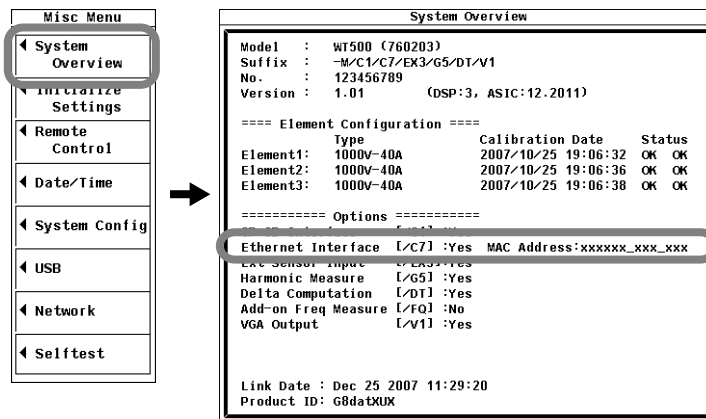 Misc Menu
System
Overview
Initialize
Settings
Remote
Control
Date/Time
System Config
USB
Network
Selftest
System Overview
Model : WT500 (760203)
Suffix : -M/C1/C7/EX3/G5/DT/V1
No. : 123456789
Version : 1.01 (DSP:3, ASIC:12.2011)
==== Element Configuration ====
Type Calibration Date Status
Element1: 1000V-40A 2007/10/25 19:06:32 OK OK
Element2: 1000V-40A 2007/10/25 19:06:36 OK OK
Element3: 1000V-40A 2007/10/25 19:06:38 OK OK
=========== Options ===========
Ethernet Interface [/C7] :Yes MAC Address:xxxxxx_xxx_xxx
Ext Sensor Input [/EX3]:Yes
Harmonic Measure [/G5] :Yes
Delta Computation [/DT] :Yes
Add-on Freq Measure [/FQ] :No
VGA Output [/V1] :Yes
Link Date : Dec 25 2007 11:29:20
Product ID: G8datXUX